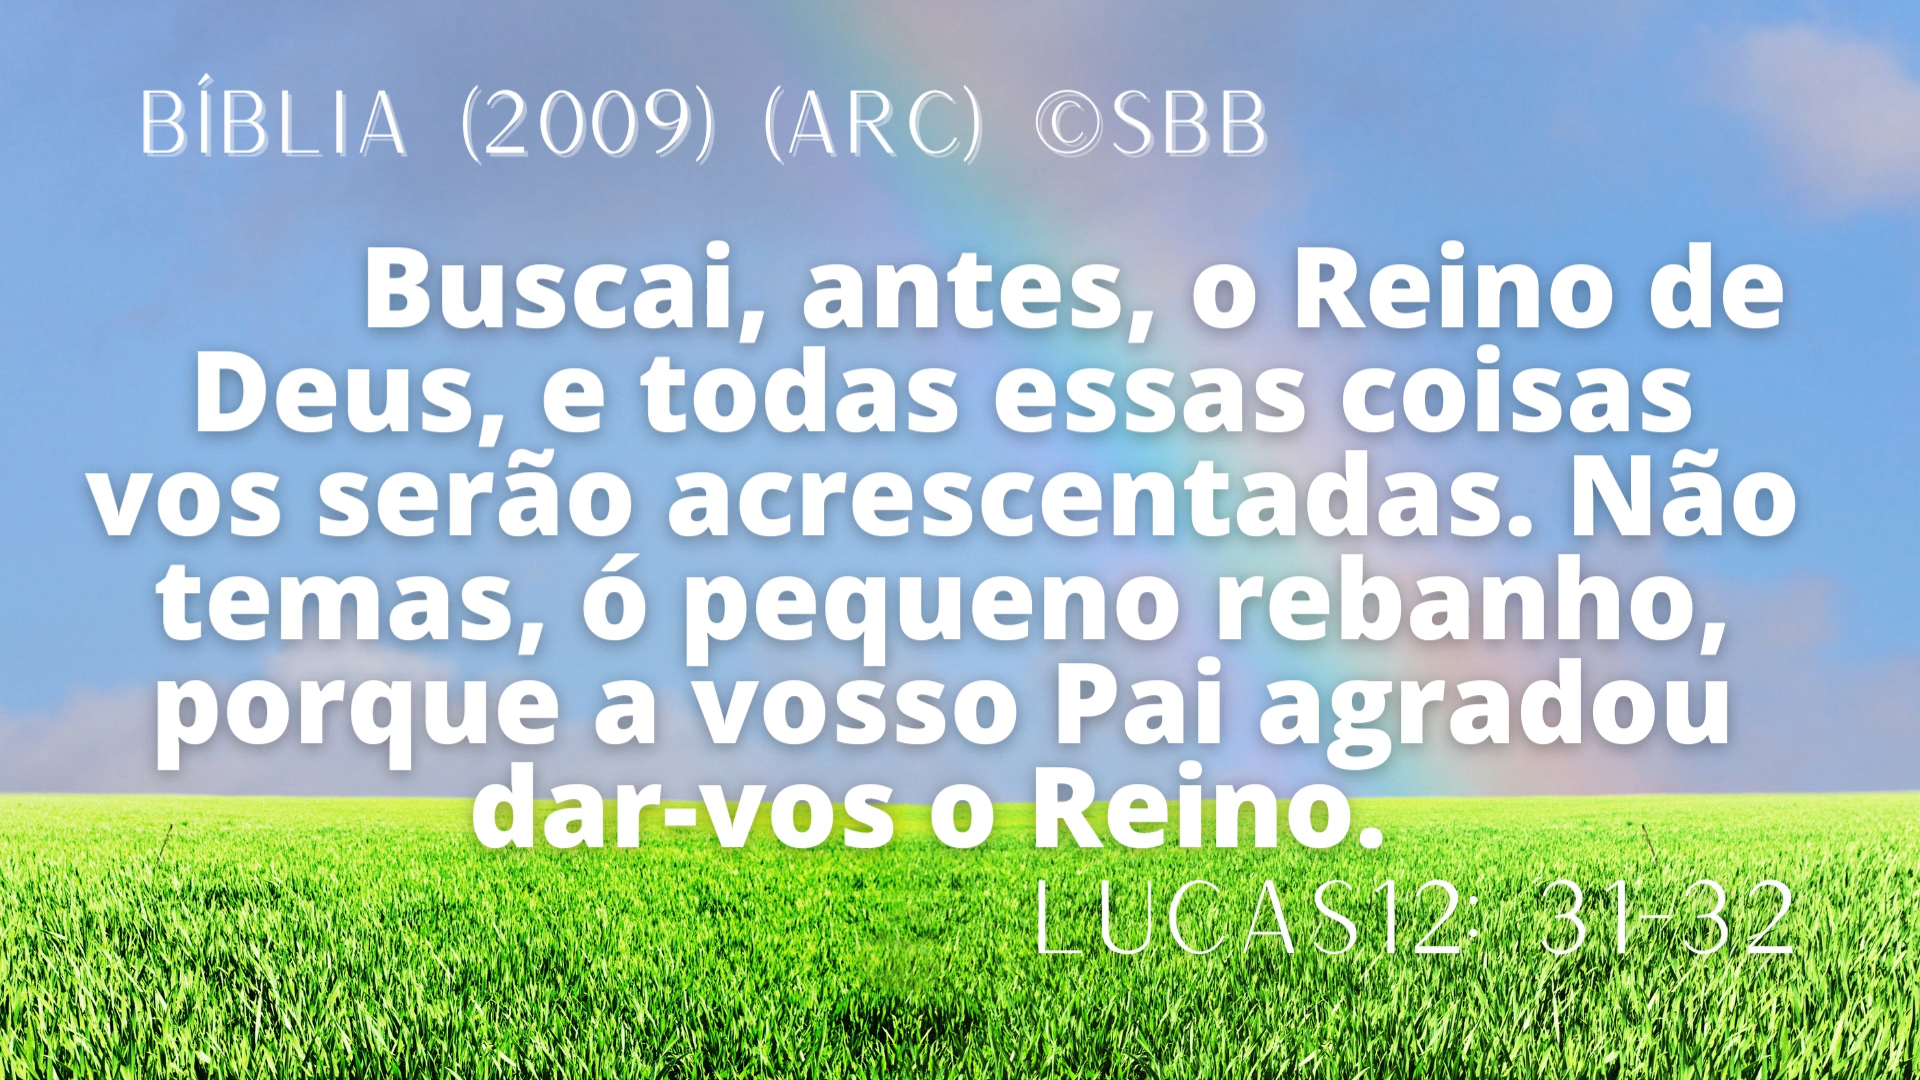 BÍBLIA (2009) (ARC) ©SBB
Buscai, antes, o Reino de
Deus, e todas essas coisas
vos serão acrescentadas. Não
temas, ó pequeno rebanho,
porque a vosso Pai agradou
dar-vos o Reino.
LUCAS12: 31-32